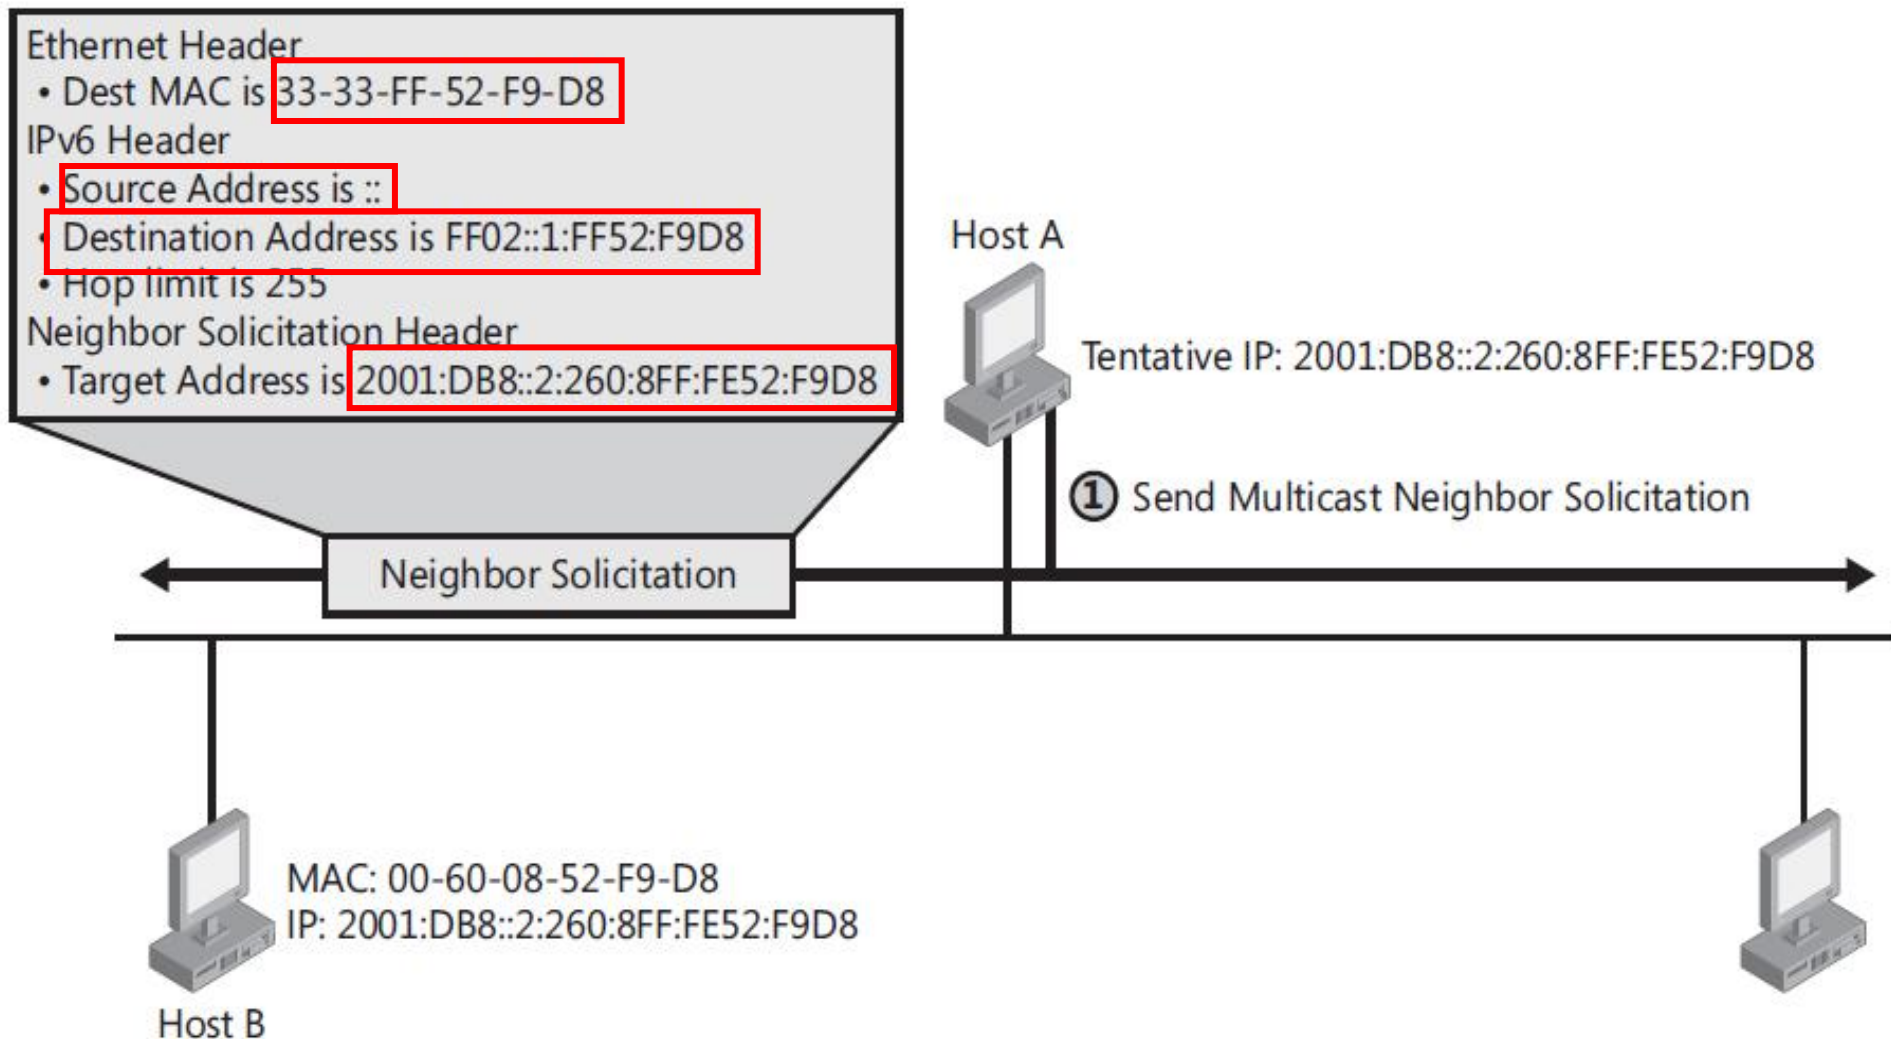 Ethernet Header
• Dest MAC is 33-33-FF-52-F9-D8
IPv6 Header
• Source Address is ::
• Destination Address is FF02::1:FF52:F9D8
• Hop limit is 255
Neighbor Solicitation Header
• Target Address is 2001:DB8::2:260:8FF:FE52:F9D8
Host A
Tentative IP: 2001:DB8::2:260:8FF:FE52:F9D8
1 Send Multicast Neighbor Solicitation
Neighbor Solicitation
MAC: 00-60-08-52-F9-D8
IP: 2001:DB8::2:260:8FF:FE52:F9D8
Host B